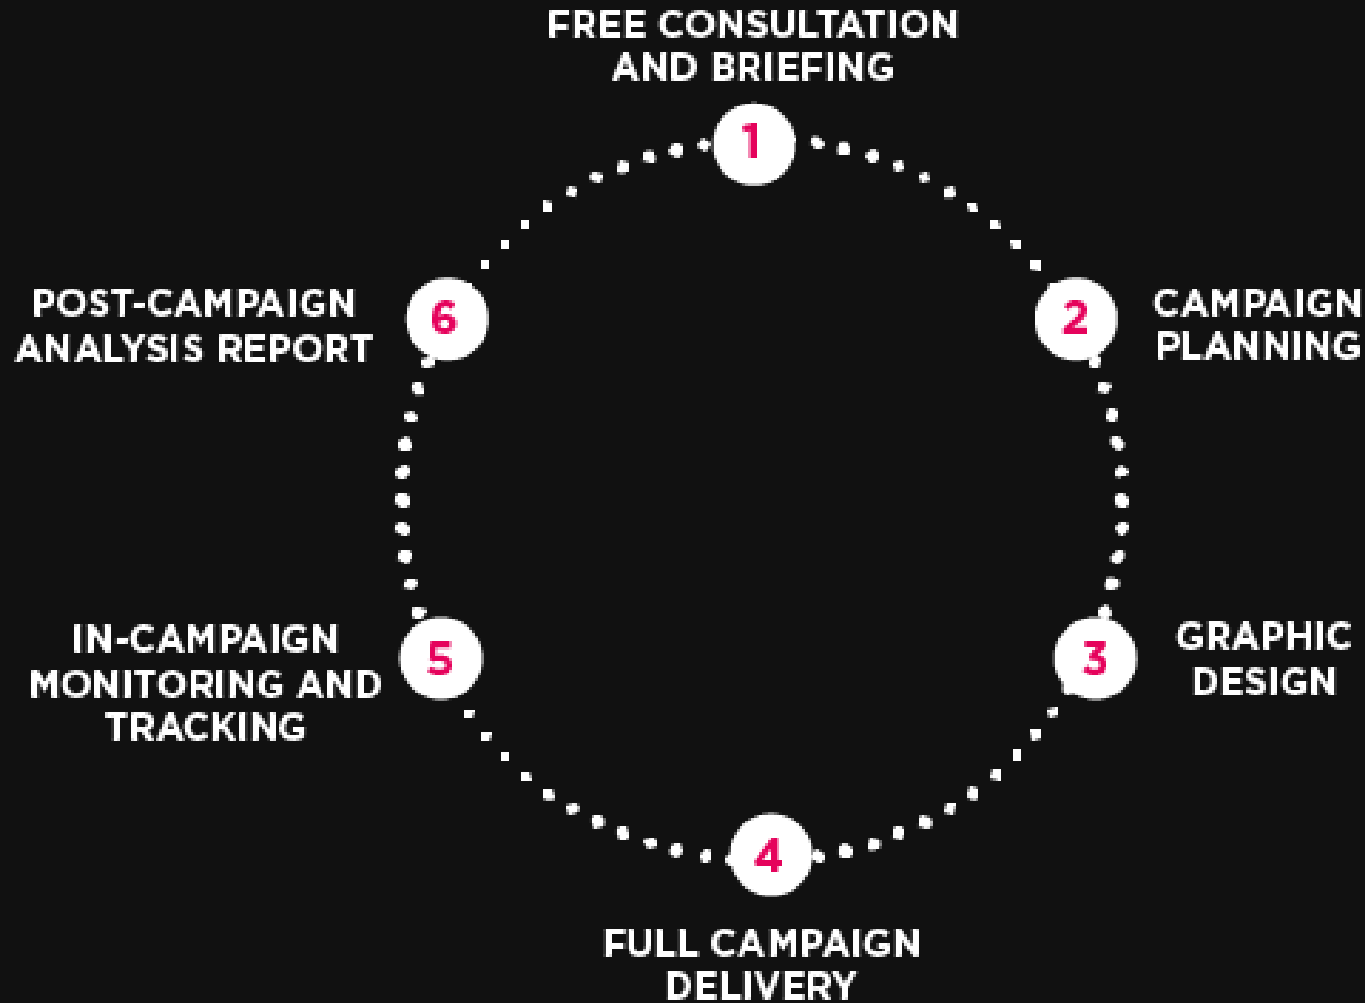 FREE CONSULTATION
AND BRIEFING
1
2
CAMPAIGN
PLANNING
3
GRAPHIC
DESIGN
4
FULL CAMPAIGN
DELIVERY
5
IN-CAMPAIGN
MONITORING AND
TRACKING
6
POST-CAMPAIGN
ANALYSIS REPORT